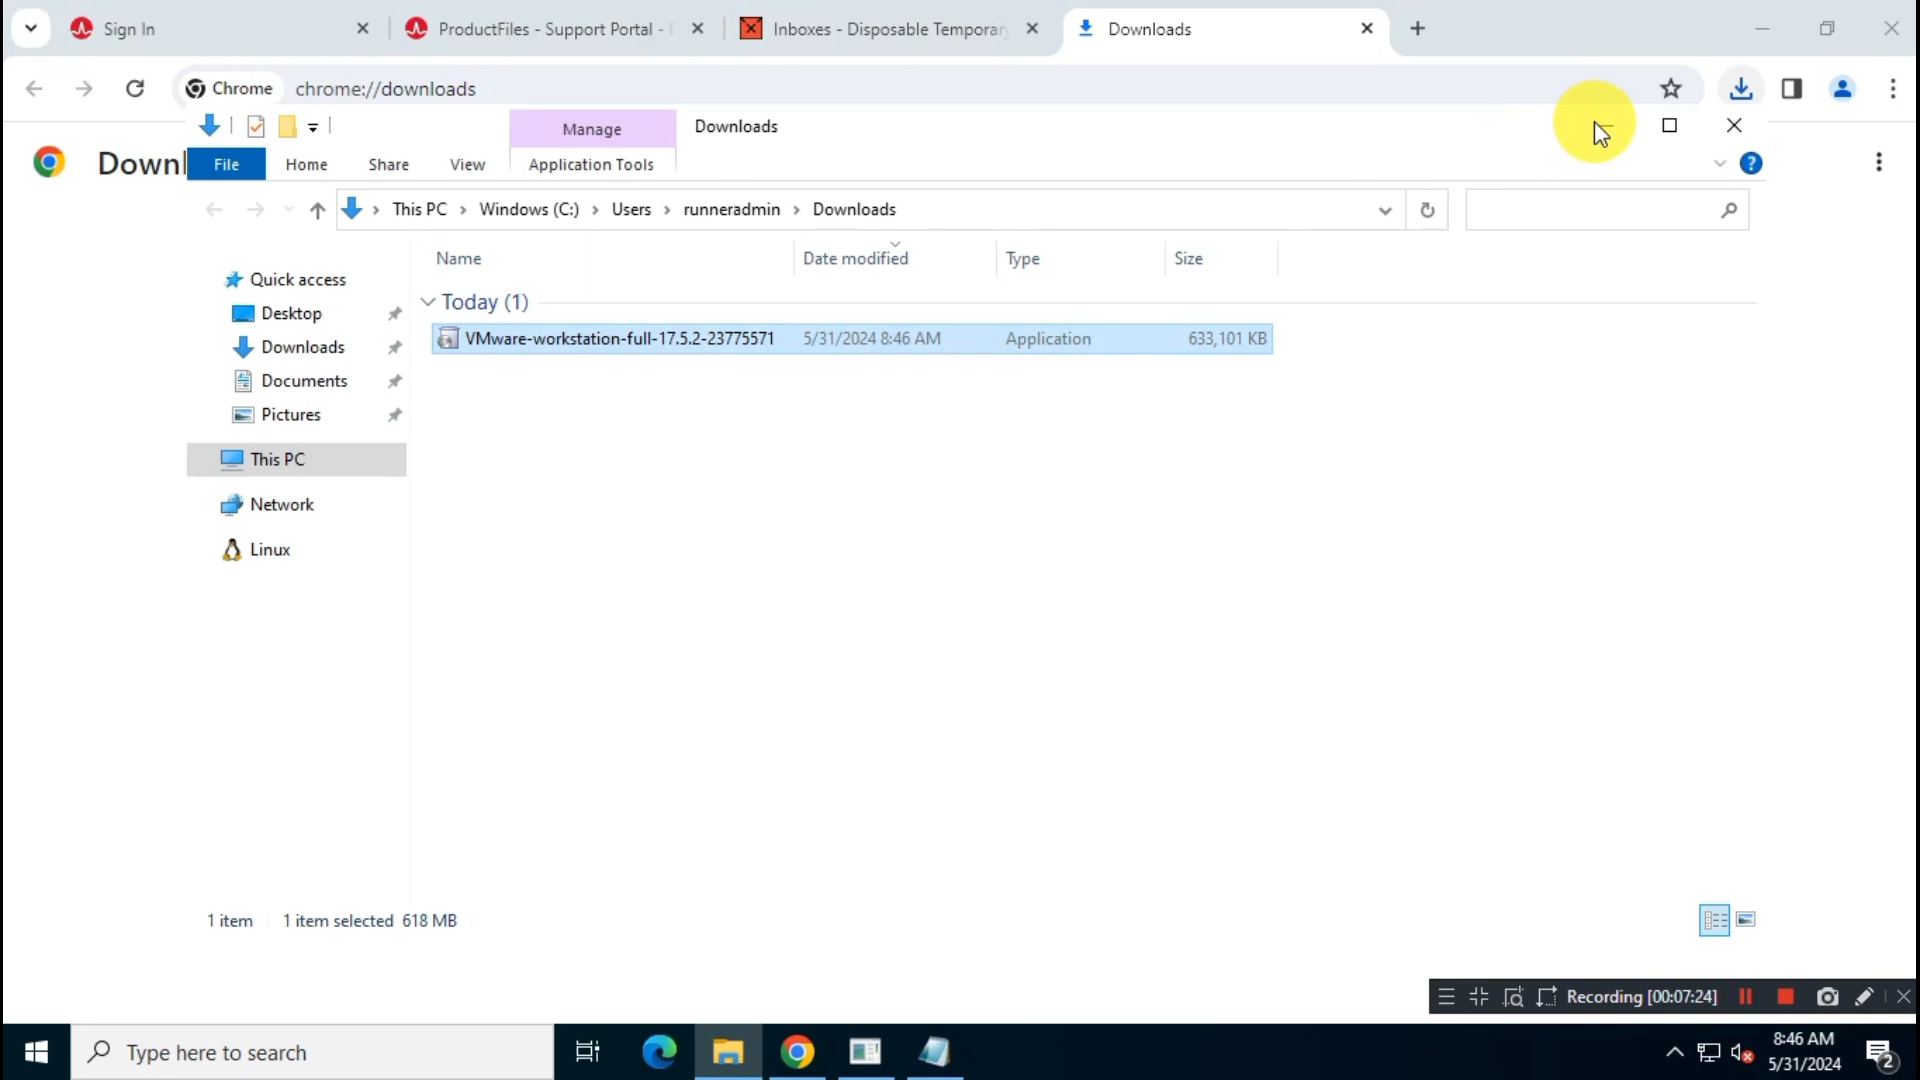 Sign In
ProductFiles - Support Portal -
Inboxes - Disposable Temporary
Downloads
Chrome
chrome://downloads
Manage
Downloads
Downl
File
Home
Share
View
Application Tools
This PC
Windows (C:)
Users
runneradmin
Downloads
Name
Date modified
Type
Size
Quick access
Today (1)
Desktop
VMware-workstation-full-17.5.2-23775571
5/31/2024 8:46 AM
Application
633,101 KB
Downloads
Documents
Pictures
This PC
Network
Linux
1 item
1 item selected 618 MB
Recording [00:07:24]
Type here to search
8:46 AM
5/31/2024
2